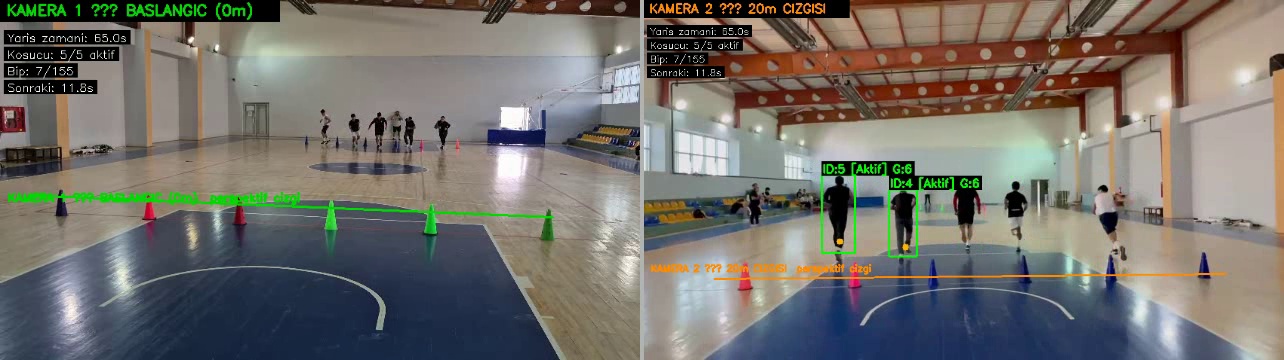 KAMERA 1 ??? BASLANGIC (0m)
Yaris zamani: 65.0s
Kosucu: 5/5 aktif
Bip: 7/155
Sonraki: 11.8s
KAMERA 1 ??? BASLANGIC (0m) perspektif cizgi
KAMERA 2 ??? 20m CIZGISI
Yaris zamani: 65.0s
Kosucu: 5/5 aktif
Bip: 7/155
Sonraki: 11.8s
ID:5 [Aktif] G:6
ID:4 [Aktif] G:6
KAMERA 2 ??? 20m CIZGISI perspektif cizgi